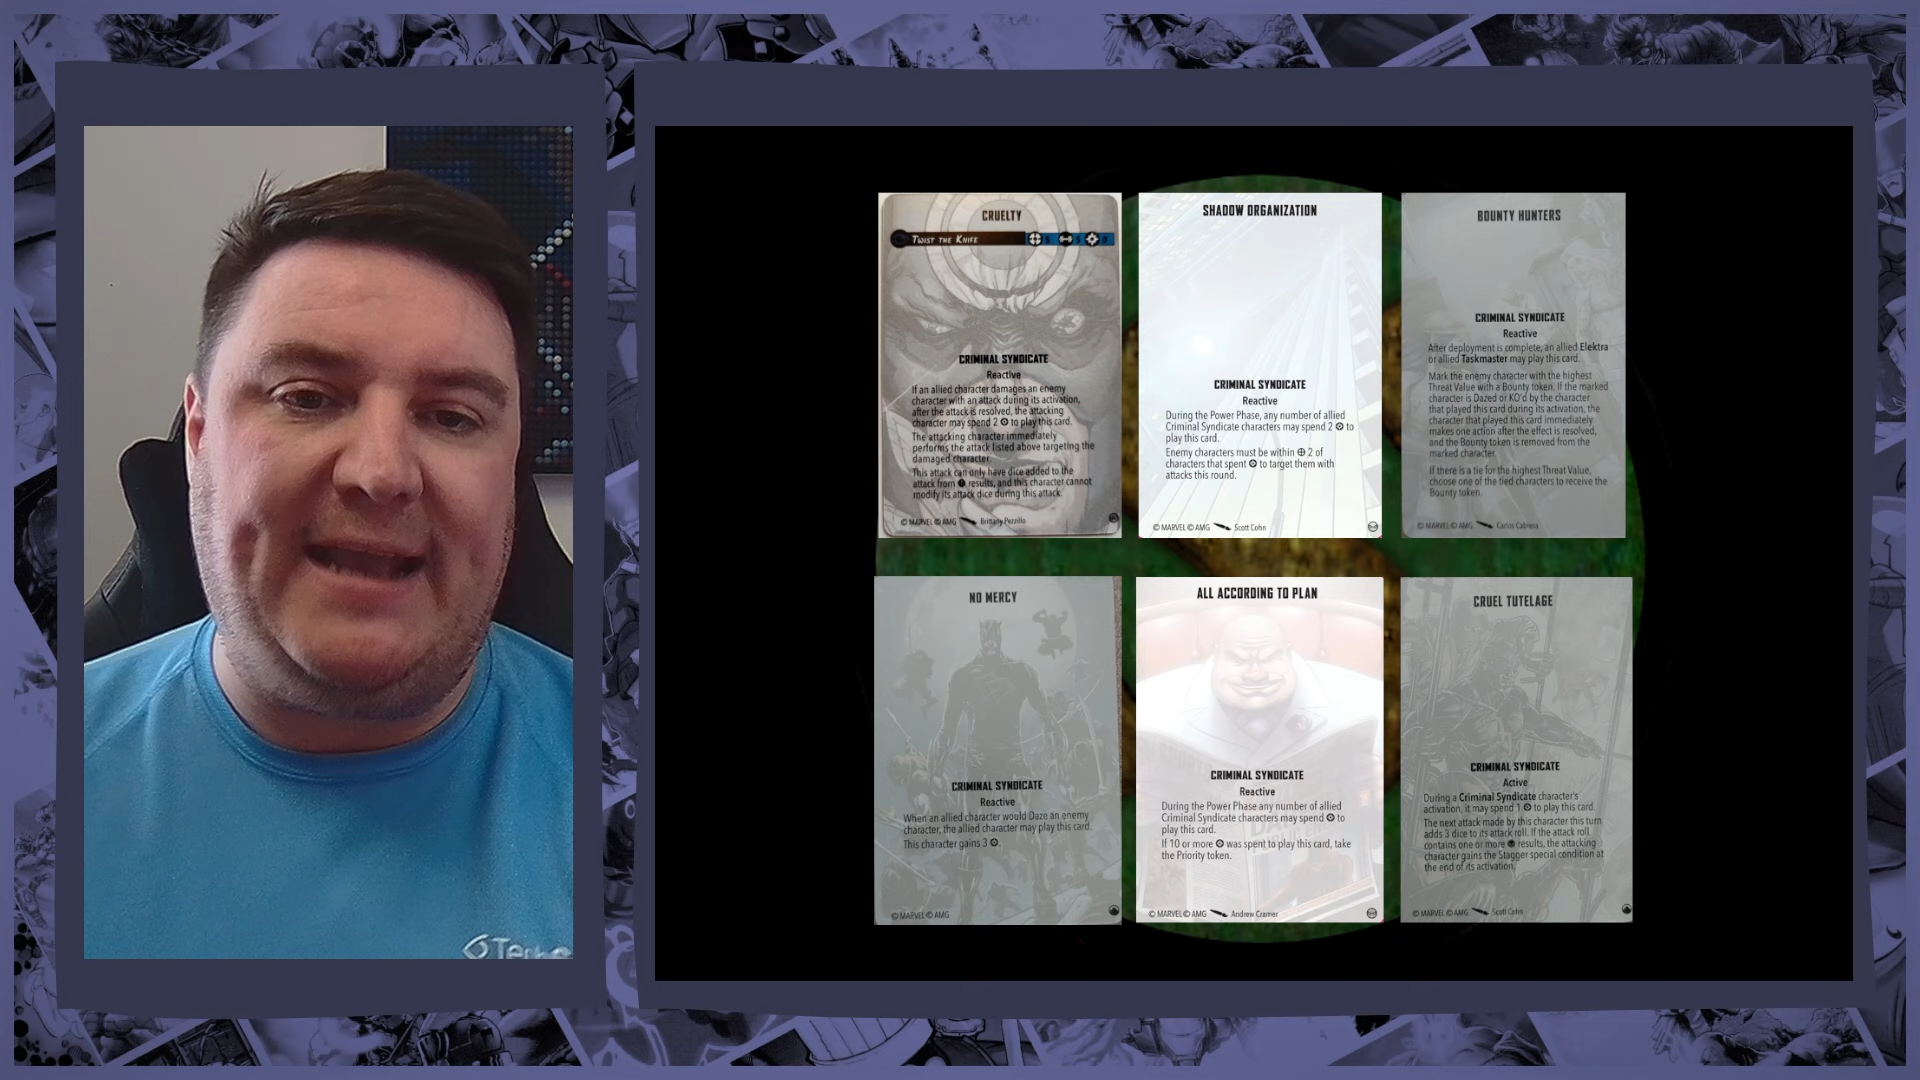 CRUELTY
TWIST THE KNIFE
CRIMINAL SYNDICATE
Reactive
If an allied character damages an enemy
character with an attack during its activation,
after the attack is resolved, the attacking
character may spend 2 to play this card.
The attacking character immediately
performs the attack listed above targeting the
damaged character.
This attack can only have dice added to the
attack from results, and this character cannot
modify its attack dice during this attack.
© MARVEL © AMG Brittany Pezzillo
SHADOW ORGANIZATION
CRIMINAL SYNDICATE
Reactive
During the Power Phase, any number of allied
Criminal Syndicate characters may spend 2 to
play this card.
Enemy characters must be within 2 of
characters that spent to target them with
attacks this round.
© MARVEL © AMG Scott Cohn
BOUNTY HUNTERS
CRIMINAL SYNDICATE
Reactive
After deployment is complete, an allied Elektra
or allied Taskmaster may play this card.
Mark the enemy character with the highest
Threat Value with a Bounty token. If the marked
character is Dazed or KO'd by the character
that played this card during its activation, the
character that played this card immediately
makes one action after the effect is resolved,
and the Bounty token is removed from the
marked character.
If there is a tie for the highest Threat Value,
choose one of the tied characters to receive the
Bounty token.
© MARVEL © AMG Carlos Cabrera
NO MERCY
CRIMINAL SYNDICATE
Reactive
When an allied character would Daze an enemy
character, the allied character may play this card.
This character gains 3
© MARVEL © AMG
ALL ACCORDING TO PLAN
CRIMINAL SYNDICATE
Reactive
During the Power Phase any number of allied
Criminal Syndicate characters may spend to
play this card.
If 10 or more was spent to play this card, take
the Priority token.
© MARVEL © AMG Andrew Cramer
CRUEL TUTELAGE
CRIMINAL SYNDICATE
Active
During a Criminal Syndicate character's
activation, it may spend 1 to play this card.
The next attack made by this character this turn
adds 3 dice to its attack roll. If the attack roll
contains one or more results, the attacking
character gains the Stagger special condition at
the end of its activation.
© MARVEL © AMG Scott Cohn